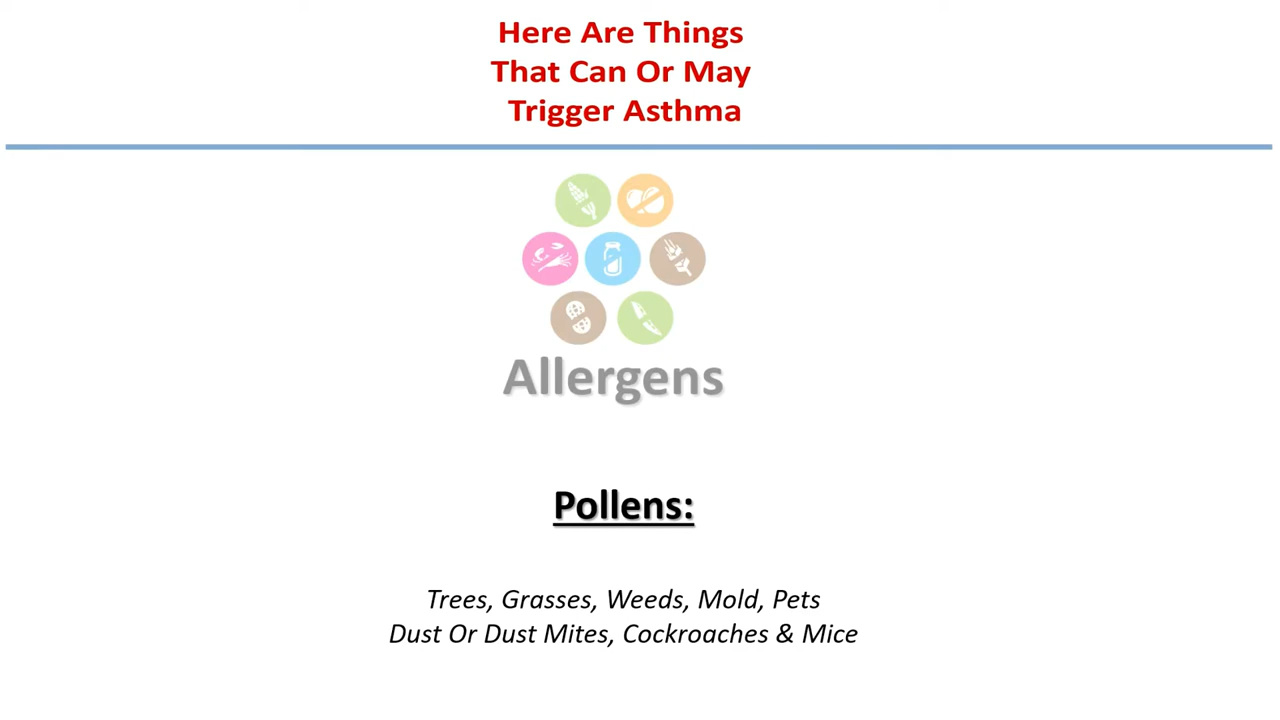 Here Are Things
That Can Or May
Trigger Asthma
Allergens
Pollens:
Trees, Grasses, Weeds, Mold, Pets
Dust Or Dust Mites, Cockroaches & Mice